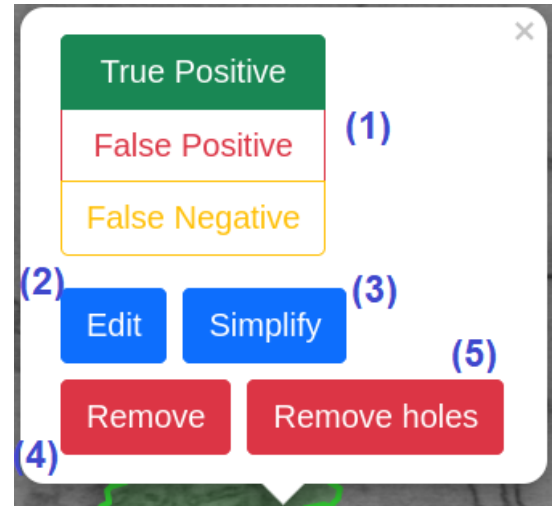 ×
True Positive
(1)
False Positive
False Negative
(2)
(3)
Edit
Simplify
(5)
Remove
Remove holes
(4)